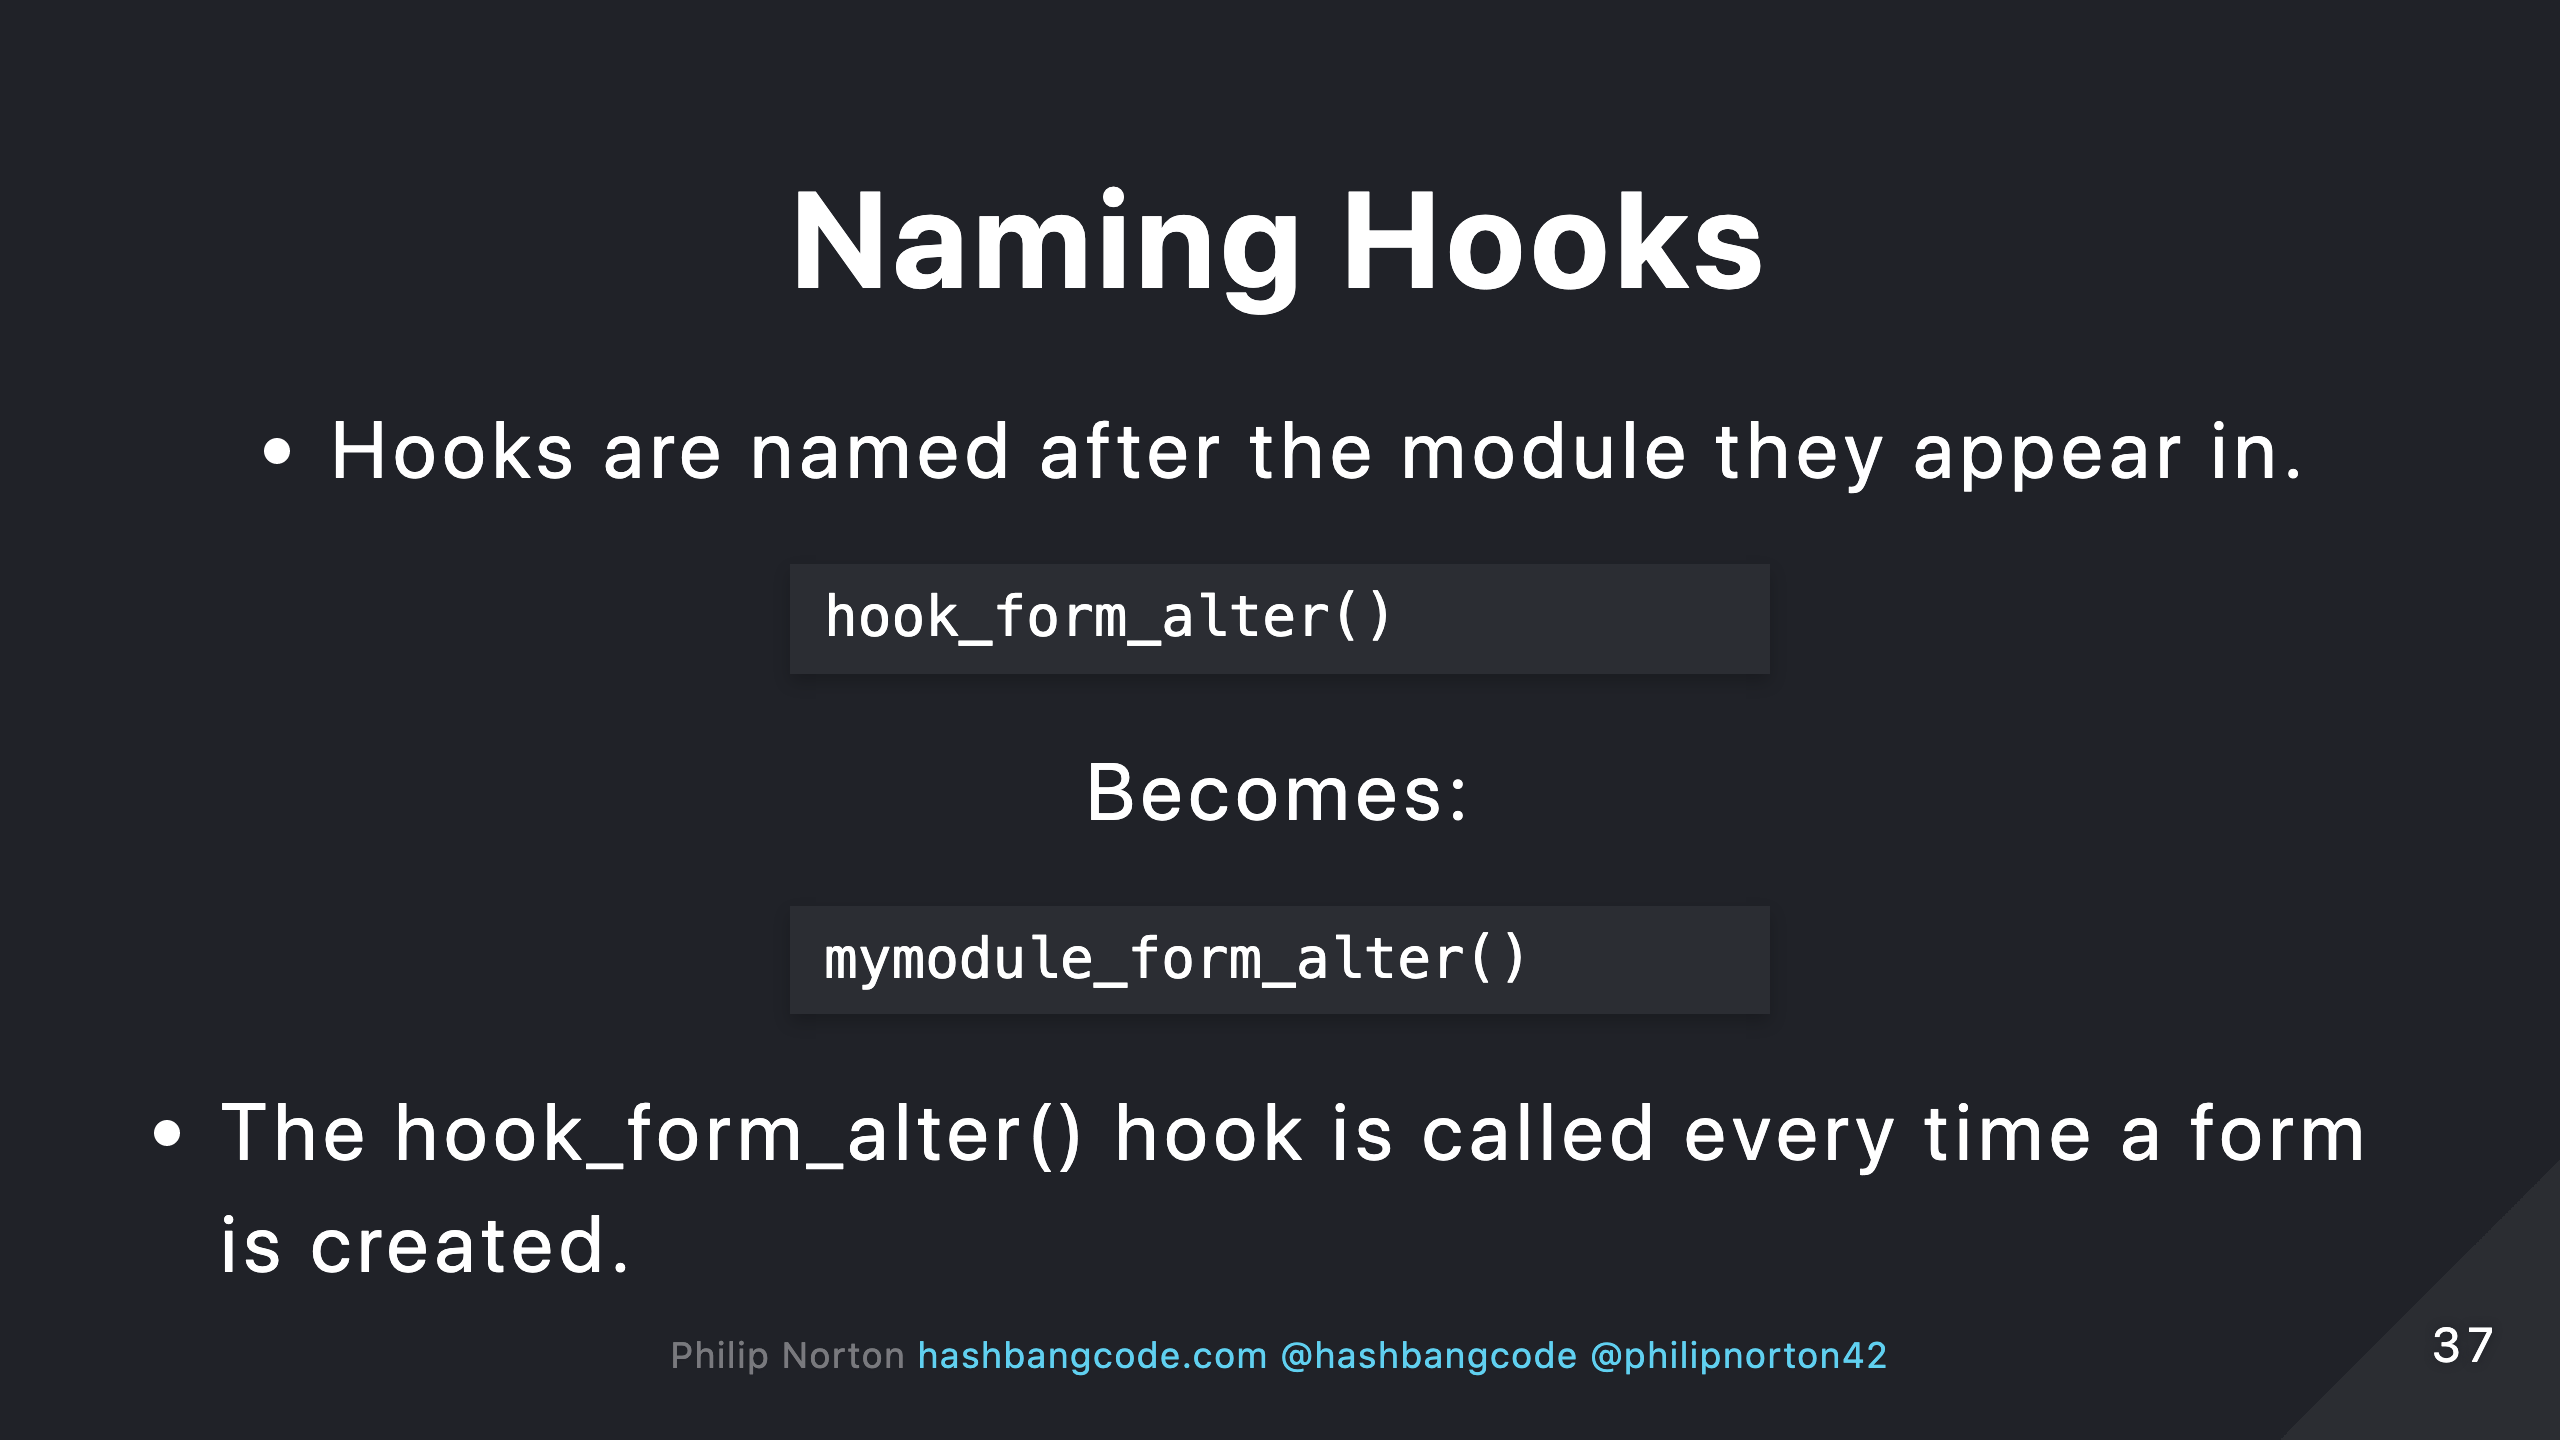 Naming Hooks
• Hooks are named after the module they appear in.
hook_form_alter()
Becomes:
mymodule_form_alter()
• The hook_form_alter() hook is called every time a form
is created.
Philip Norton hashbangcode.com @hashbangcode @philipnorton42
37